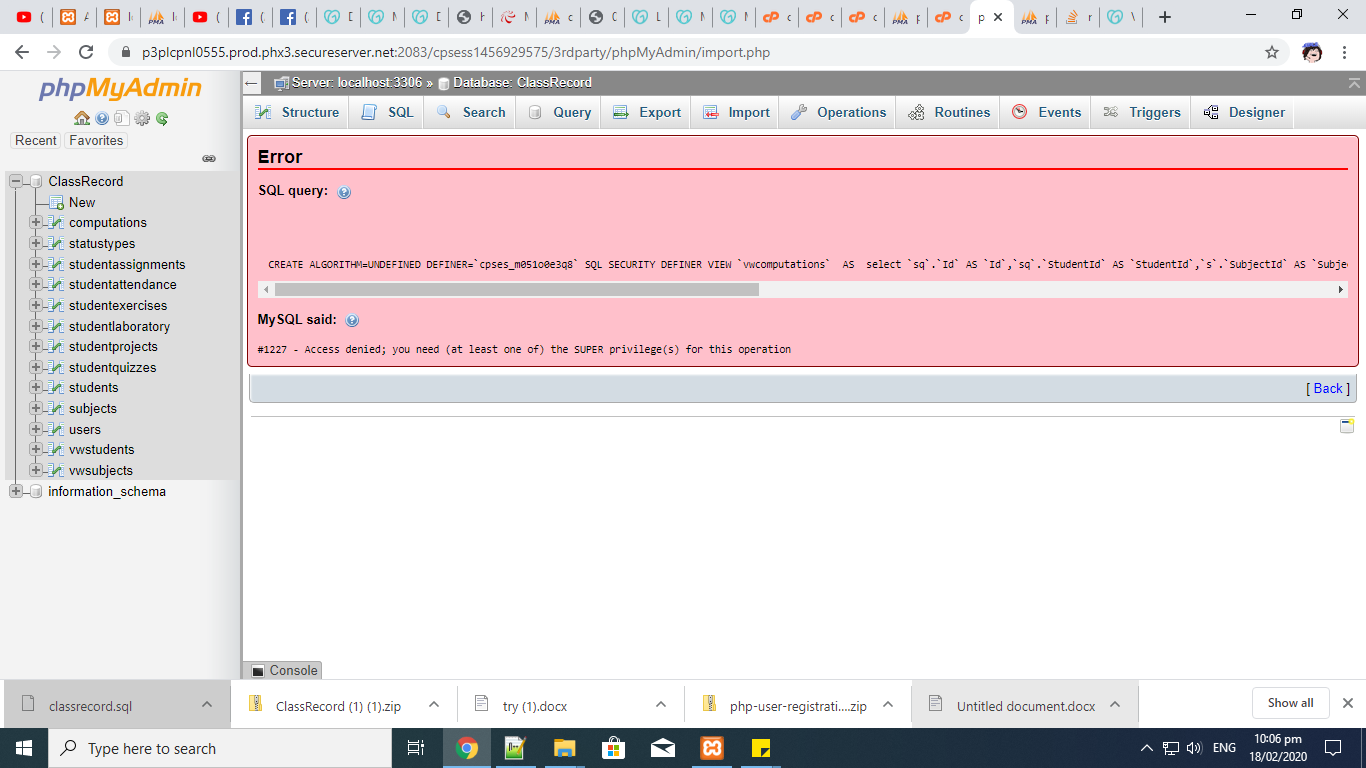 p3plcpnl0555.prod.phx3.secureserver.net:2083/cpsess1456929575/3rdparty/phpMyAdmin/import.php
phpMyAdmin
Recent
Favorites
ClassRecord
New
computations
statustypes
studentassignments
studentattendance
studentexercises
studentlaboratory
studentprojects
studentquizzes
students
subjects
users
vwstudents
vwsubjects
information_schema
Server: localhost:3306 » Database: ClassRecord
Structure SQL Search Query Export Import Operations Routines Events Triggers Designer
Error
SQL query:
CREATE ALGORITHM=UNDEFINED DEFINER=`cpses_m051o0e3q8` SQL SECURITY DEFINER VIEW `vwcomputations` AS select `sq`.`Id` AS `Id`,`sq`.`StudentId` AS `StudentId`,`s`.`SubjectId` AS `Subje
MySQL said:
#1227 - Access denied; you need (at least one of) the SUPER privilege(s) for this operation
[ Back ]
Console
classrecord.sql
ClassRecord (1) (1).zip
try (1).docx
php-user-registrati....zip
Untitled document.docx
Show all
Type here to search
ENG
10:06 pm
18/02/2020